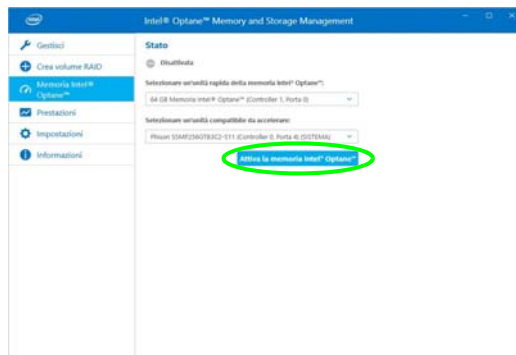 intel
Intel® Optane™ Memory and Storage Management
Gestisci
Crea volume RAID
Memoria Intel®
Optane™
Prestazioni
Impostazioni
Informazioni
Stato
Disattivata
Selezionare un'unità rapida della memoria Intel® Optane™:
64 GB Memoria Intel® Optane™ (Controller 1, Porta 0)
Selezionare un'unità compatibile da accelerare:
Phison SSMP256GTB3C2-S11 (Controller 0, Porta 4) (SISTEMA)
Attiva la memoria Intel® Optane™